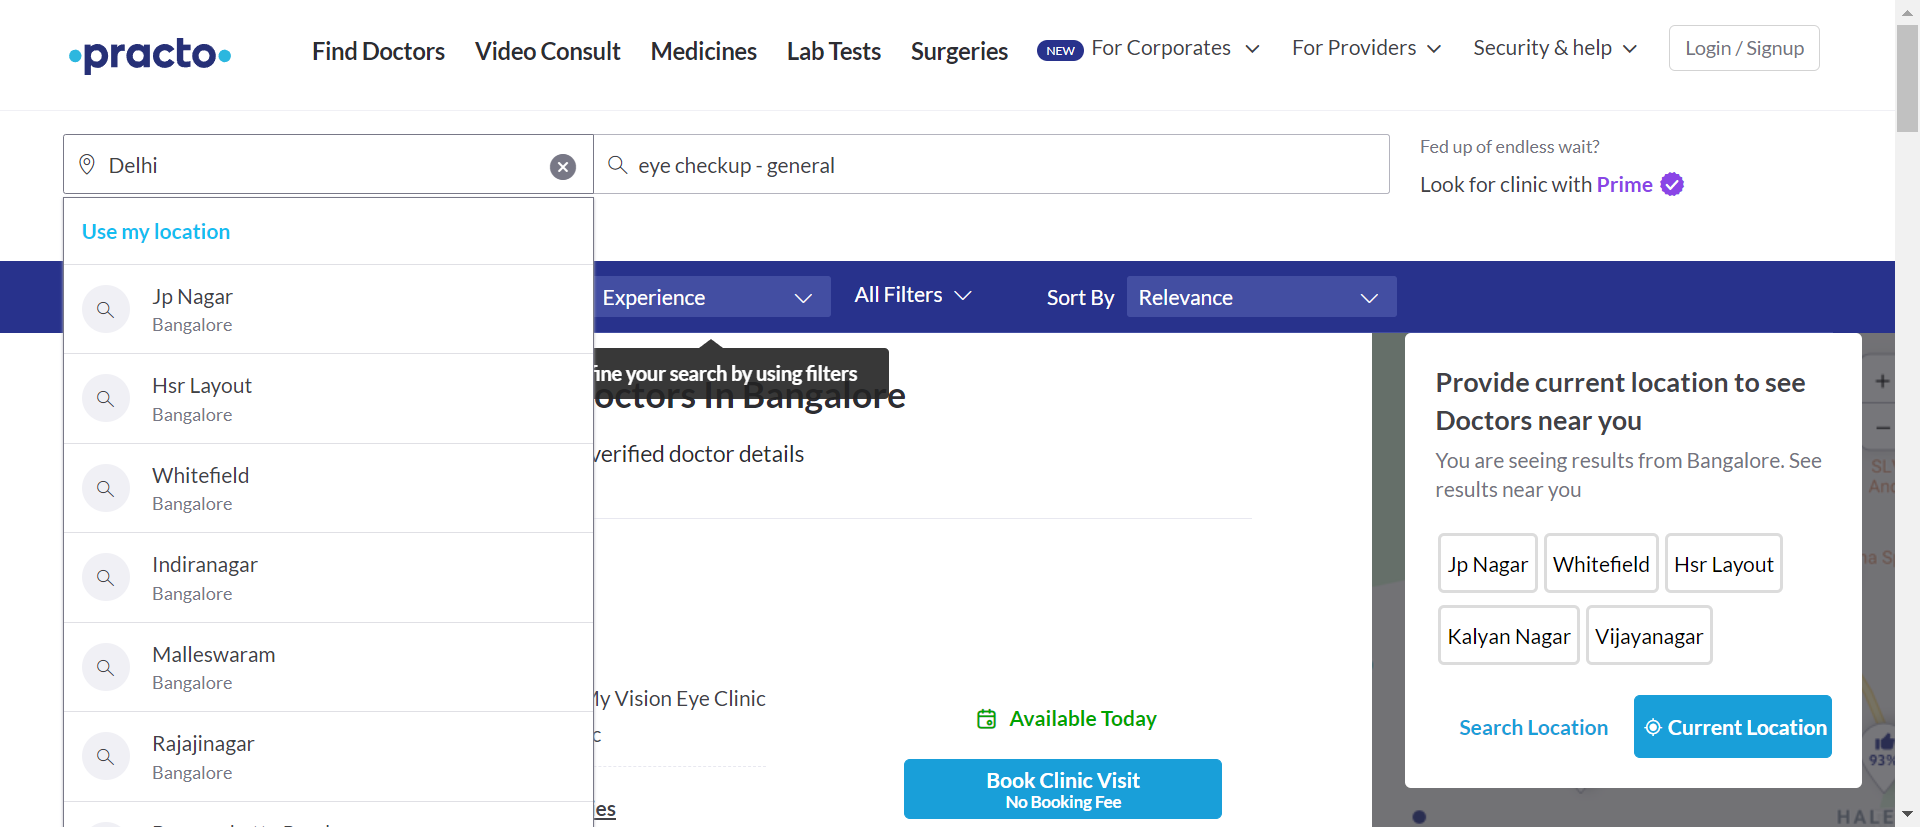 practo
Find Doctors
Video Consult
Medicines
Lab Tests
Surgeries
NEW For Corporates
For Providers
Security & help
Login / Signup
Delhi
eye checkup - general
Fed up of endless wait?
Look for clinic with Prime
Use my location
Jp Nagar
Bangalore
Hsr Layout
Bangalore
Whitefield
Bangalore
Indiranagar
Bangalore
Malleswaram
Bangalore
Rajajinagar
Bangalore
Experience
All Filters
Sort By
Relevance
fine your search by using filters
octors In Bangalore
verified doctor details
My Vision Eye Clinic
c
es
Available Today
Book Clinic Visit
No Booking Fee
Provide current location to see
Doctors near you
You are seeing results from Bangalore. See
results near you
Jp Nagar
Whitefield
Hsr Layout
Kalyan Nagar
Vijayanagar
Search Location
Current Location
+
−
93%
HALE